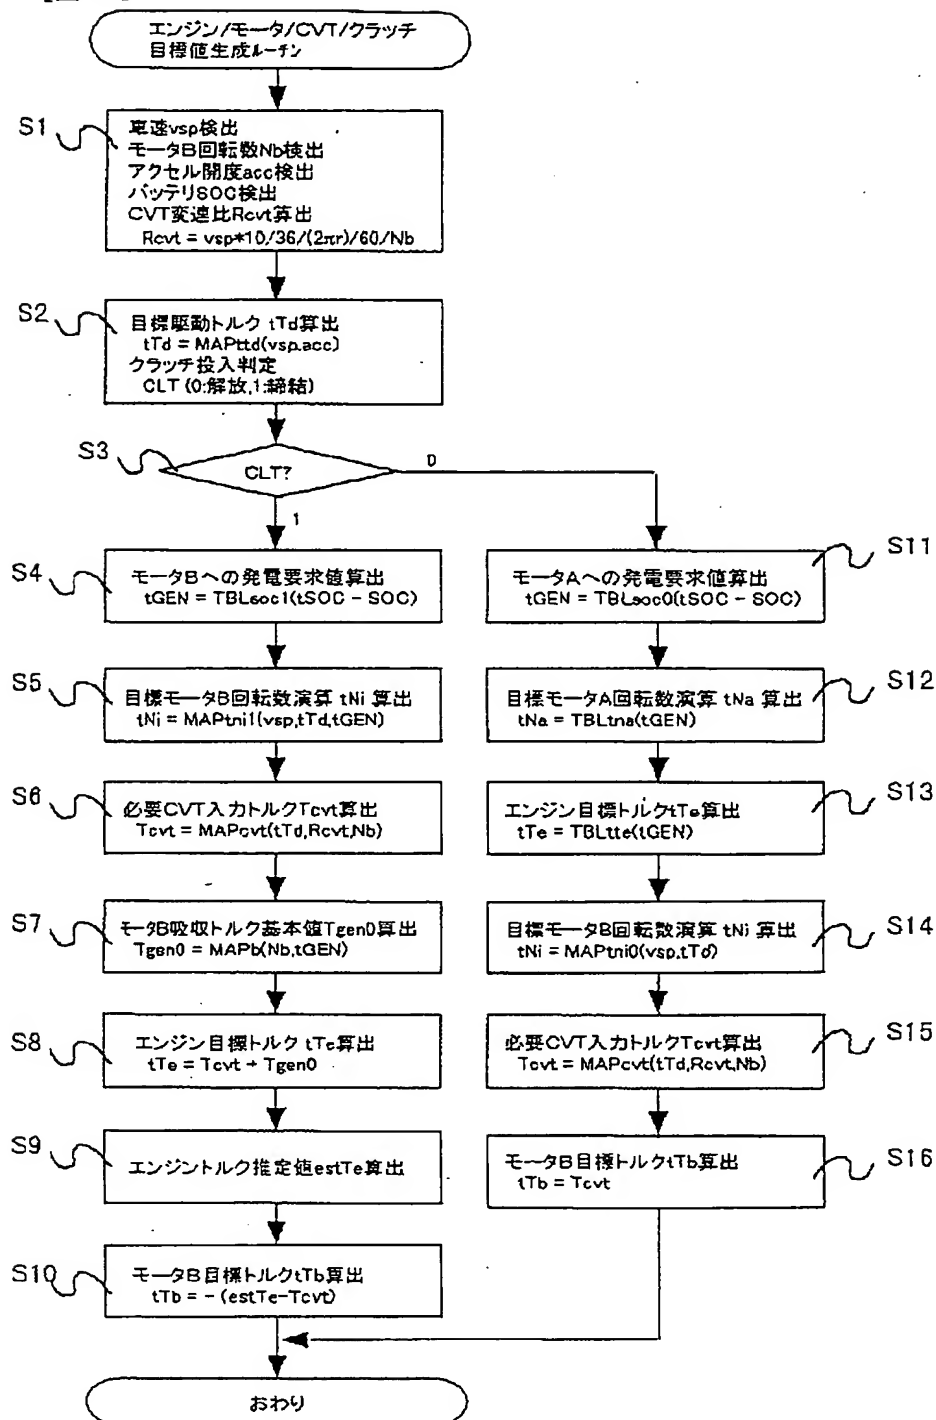 エンジン/モータ/CVT/クラッチ
目標値生成ルーチン
S1
車速vsp検出
モータB回転数Nb検出
アクセル開度acc検出
バッテリSOC検出
CVT変速比Rcvt算出
Rcvt = vsp*10/36/(2πr)/60/Nb
S2
目標駆動トルク tTd算出
tTd = MAPttd(vsp,acc)
クラッチ投入判定
CLT (0:解放,1:締結)
S3
CLT?
0
1
S4
モータBへの発電要求値算出
tGEN = TBLsoc1(tSOC - SOC)
S5
目標モータB回転数演算 tNi 算出
tNi = MAPtni1(vsp,tTd,tGEN)
S6
必要CVT入力トルクTcvt算出
Tcvt = MAPcvt(tTd,Rcvt,Nb)
S7
モータB吸収トルク基本値Tgen0算出
Tgen0 = MAPb(Nb,tGEN)
S8
エンジン目標トルク tTe算出
tTe = Tcvt + Tgen0
S9
エンジントルク推定値estTe算出
S10
モータB目標トルクtTb算出
tTb = - (estTe-Tcvt)
S11
モータAへの発電要求値算出
tGEN = TBLsoc0(tSOC - SOC)
S12
目標モータA回転数演算 tNa 算出
tNa = TBLtna(tGEN)
S13
エンジン目標トルクtTe算出
tTe = TBLtte(tGEN)
S14
目標モータB回転数演算 tNi 算出
tNi = MAPtni0(vsp,tTd)
S15
必要CVT入力トルクTcvt算出
Tcvt = MAPcvt(tTd,Rcvt,Nb)
S16
モータB目標トルクtTb算出
tTb = Tcvt
おわり